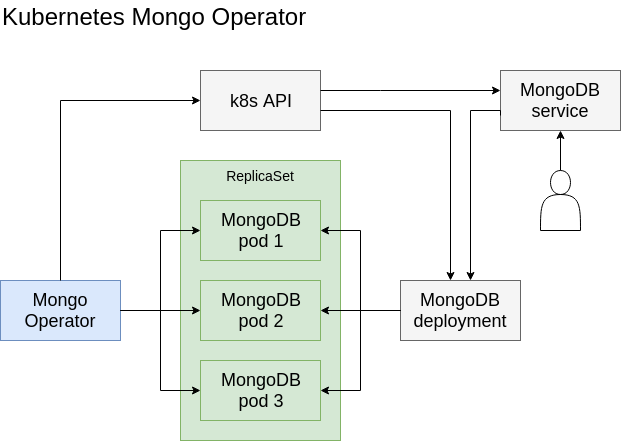 Kubernetes Mongo Operator
k8s API
MongoDB
service
ReplicaSet
MongoDB
pod 1
Mongo
Operator
MongoDB
pod 2
MongoDB
deployment
MongoDB
pod 3